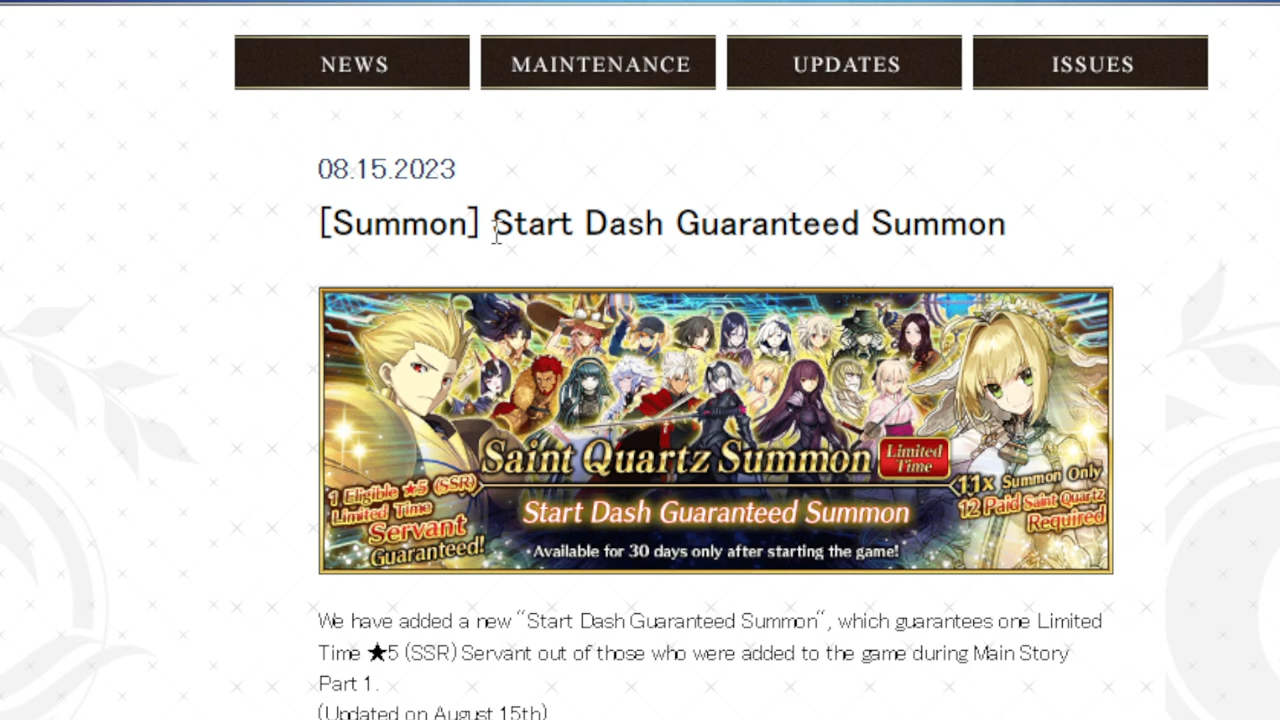 NEWS
MAINTENANCE
UPDATES
ISSUES
08.15.2023
[Summon] Start Dash Guaranteed Summon
Saint Quartz Summon
Limited
Time
1 Eligible ★5 (SSR)
Limited Time
Servant
Guaranteed!
Start Dash Guaranteed Summon
Available for 30 days only after starting the game!
11x Summon Only
12 Paid Saint Quartz
Required
We have added a new "Start Dash Guaranteed Summon", which guarantees one Limited
Time ★5 (SSR) Servant out of those who were added to the game during Main Story
Part 1.
(Updated on August 15th)